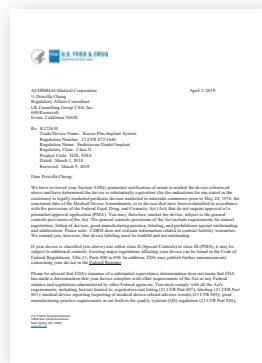 U.S. FOOD & DRUG
ADMINISTRATION
ACHIMHAI Medical Corporation April 3, 2018
℅ Priscilla Chung
Regulatory Affairs Consultant
LK Consulting Group USA, Inc.
Irvine, California 92620
Re: K172630
Trade/Device Name: Kisses Plus Implant System
Regulation Number: 21 CFR 872.3640
Regulation Name: Endosseous Dental Implant
Regulatory Class: Class II
Product Code: DZE, NHA
Dated: March 1, 2018
Received: March 9, 2018
Dear Priscilla Chung:
We have reviewed your Section 510(k) premarket notification of intent to market the device referenced
above and have determined the device is substantially equivalent (for the indications for use stated in the
enclosure) to legally marketed predicate devices marketed in interstate commerce prior to May 28, 1976, the
enactment date of the Medical Device Amendments, or to devices that have been reclassified in accordance
with the provisions of the Federal Food, Drug, and Cosmetic Act (Act) that do not require approval of a
premarket approval application (PMA). You may, therefore, market the device, subject to the general
controls provisions of the Act. The general controls provisions of the Act include requirements for annual
registration, listing of devices, good manufacturing practice, labeling, and prohibitions against misbranding
and adulteration. Please note: CDRH does not evaluate information related to contract liability warranties.
We remind you, however, that device labeling must be truthful and not misleading.
If your device is classified (see above) into either class II (Special Controls) or class III (PMA), it may be
subject to additional controls. Existing major regulations affecting your device can be found in the Code of
Federal Regulations, Title 21, Parts 800 to 898. In addition, FDA may publish further announcements
concerning your device in the Federal Register.
Please be advised that FDA's issuance of a substantial equivalence determination does not mean that FDA
has made a determination that your device complies with other requirements of the Act or any Federal
statutes and regulations administered by other Federal agencies. You must comply with all the Act's
requirements, including, but not limited to: registration and listing (21 CFR Part 807); labeling (21 CFR Part
801); medical device reporting (reporting of medical device-related adverse events) (21 CFR 803); good
manufacturing practice requirements as set forth in the quality systems (QS) regulation (21 CFR Part 820);